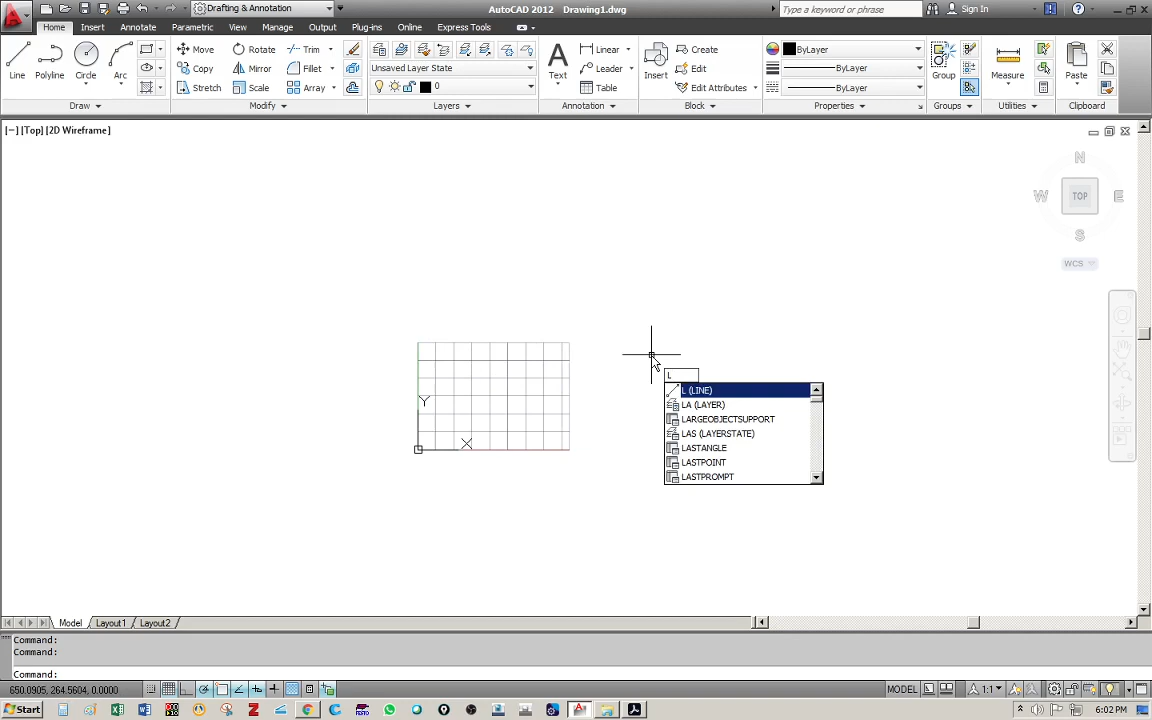 Drafting & Annotation
AutoCAD 2012 Drawing1.dwg
Type a keyword or phrase
Sign In
Home Insert Annotate Parametric View Manage Output Plug-ins Online Express Tools
Move Rotate Trim
Unsaved Layer State
Linear
Create
ByLayer
Line Polyline Circle Arc
Copy Mirror Fillet
Text
Leader
Insert
Edit
ByLayer
Group
Measure
Paste
Stretch Scale Array
0
Table
Edit Attributes
ByLayer
Draw
Modify
Layers
Annotation
Block
Properties
Groups
Utilities
Clipboard
[−] [Top] [2D Wireframe]
N
W TOP E
S
WCS
Y
X
L
L (LINE)
LA (LAYER)
LARGEOBJECTSUPPORT
LAS (LAYERSTATE)
LASTANGLE
LASTPOINT
LASTPROMPT
Model Layout1 Layout2
Command:
Command:
Command:
650.0905, 264.5604, 0.0000
MODEL
1:1
Start
6:02 PM